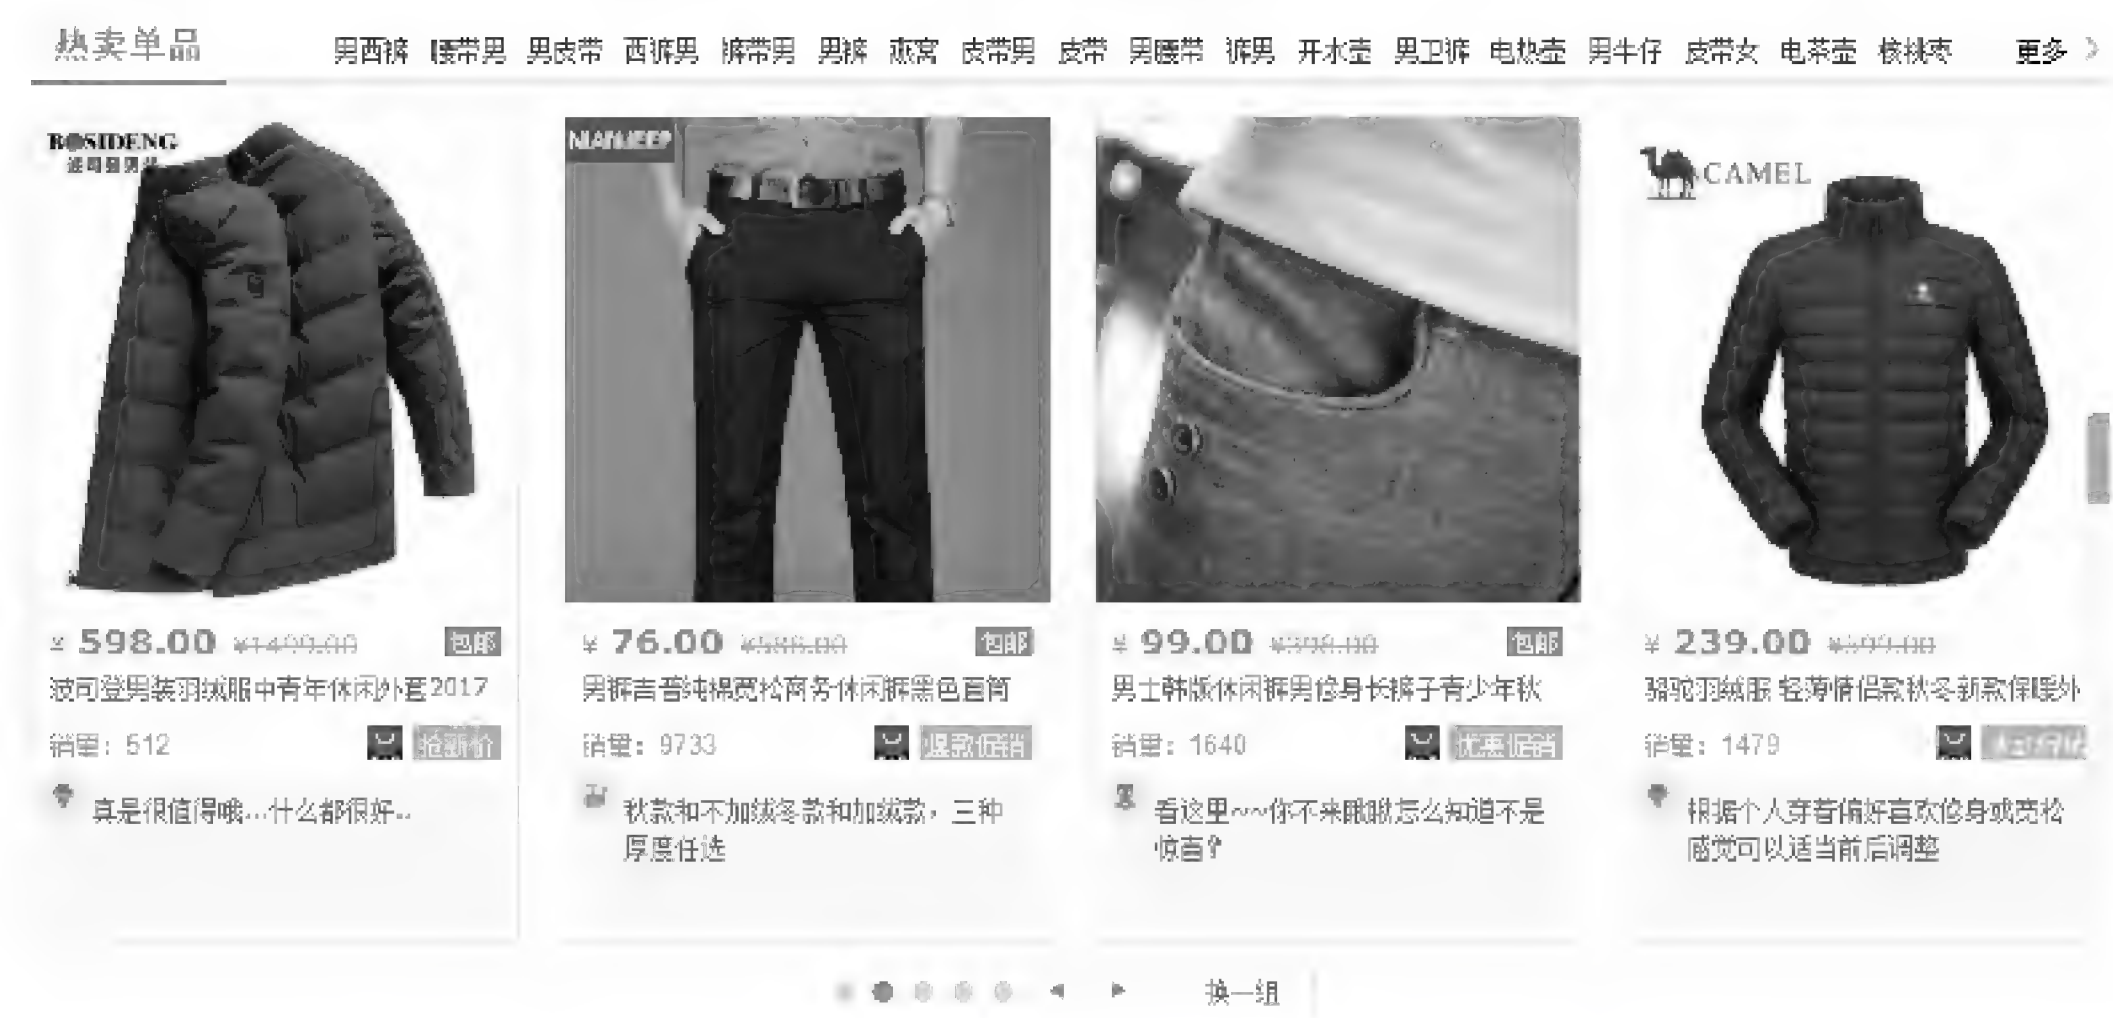 热卖单品 男西裤 腰带男 男皮带 西裤男 裤带男 男裤 燕窝 皮带男 皮带 男腰带 裤男 开水壶 男卫裤 电热壶 男牛仔 皮带女 电茶壶 核桃枣 更多
BOSIDENG
CAMEL
¥ 598.00 ¥1499.00 包邮
波司登男装羽绒服中青年休闲外套2017
销量：512 抢新价
真是很值得哦...什么都很好..
NIANJEEP
¥ 76.00 包邮
男裤吉普纯棉宽松商务休闲裤黑色直筒
销量：9733 爆款促销
秋款和不加绒冬款和加绒款，三种
厚度任选
¥ 99.00 ¥398.00 包邮
男士韩版休闲裤男修身长裤子青少年秋
销量：1640 优惠促销
看这里~~你不来瞅瞅怎么知道不是
惊喜？
¥ 239.00 ¥599.00
骆驼羽绒服 轻薄情侣款秋冬新款保暖外
销量：1479
根据个人穿着偏好喜欢修身或宽松
感觉可以适当前后调整
换一组